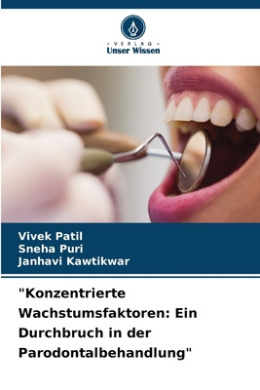 VERLAG
Unser Wissen
Vivek Patil
Sneha Puri
Janhavi Kawtikwar
"Konzentrierte
Wachstumsfaktoren: Ein
Durchbruch in der
Parodontalbehandlung"